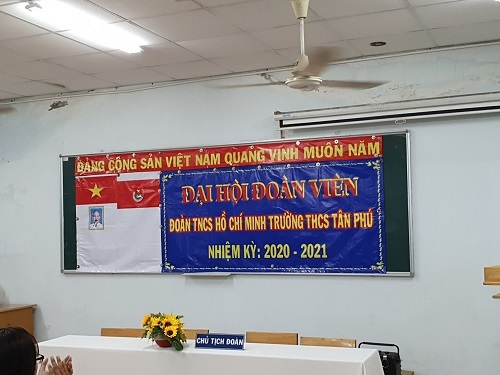 ĐẢNG CỘNG SẢN VIỆT NAM QUANG VINH MUÔN NĂM
ĐẠI HỘI ĐOÀN VIÊN
ĐOÀN TNCS HỒ CHÍ MINH TRƯỜNG THCS TÂN PHÚ
NHIỆM KỲ: 2020 - 2021
CHỦ TỊCH ĐOÀN